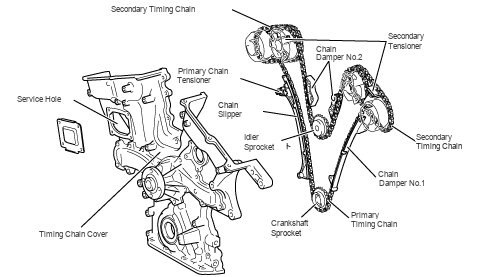 Secondary Timing Chain
Secondary
Tensioner
Chain
Damper No.2
Primary Chain
Tensioner
Service Hole
Chain
Slipper
Idler
Sprocket
Secondary
Timing Chain
Chain
Damper No.1
Crankshaft
Sprocket
Primary
Timing Chain
Timing Chain Cover